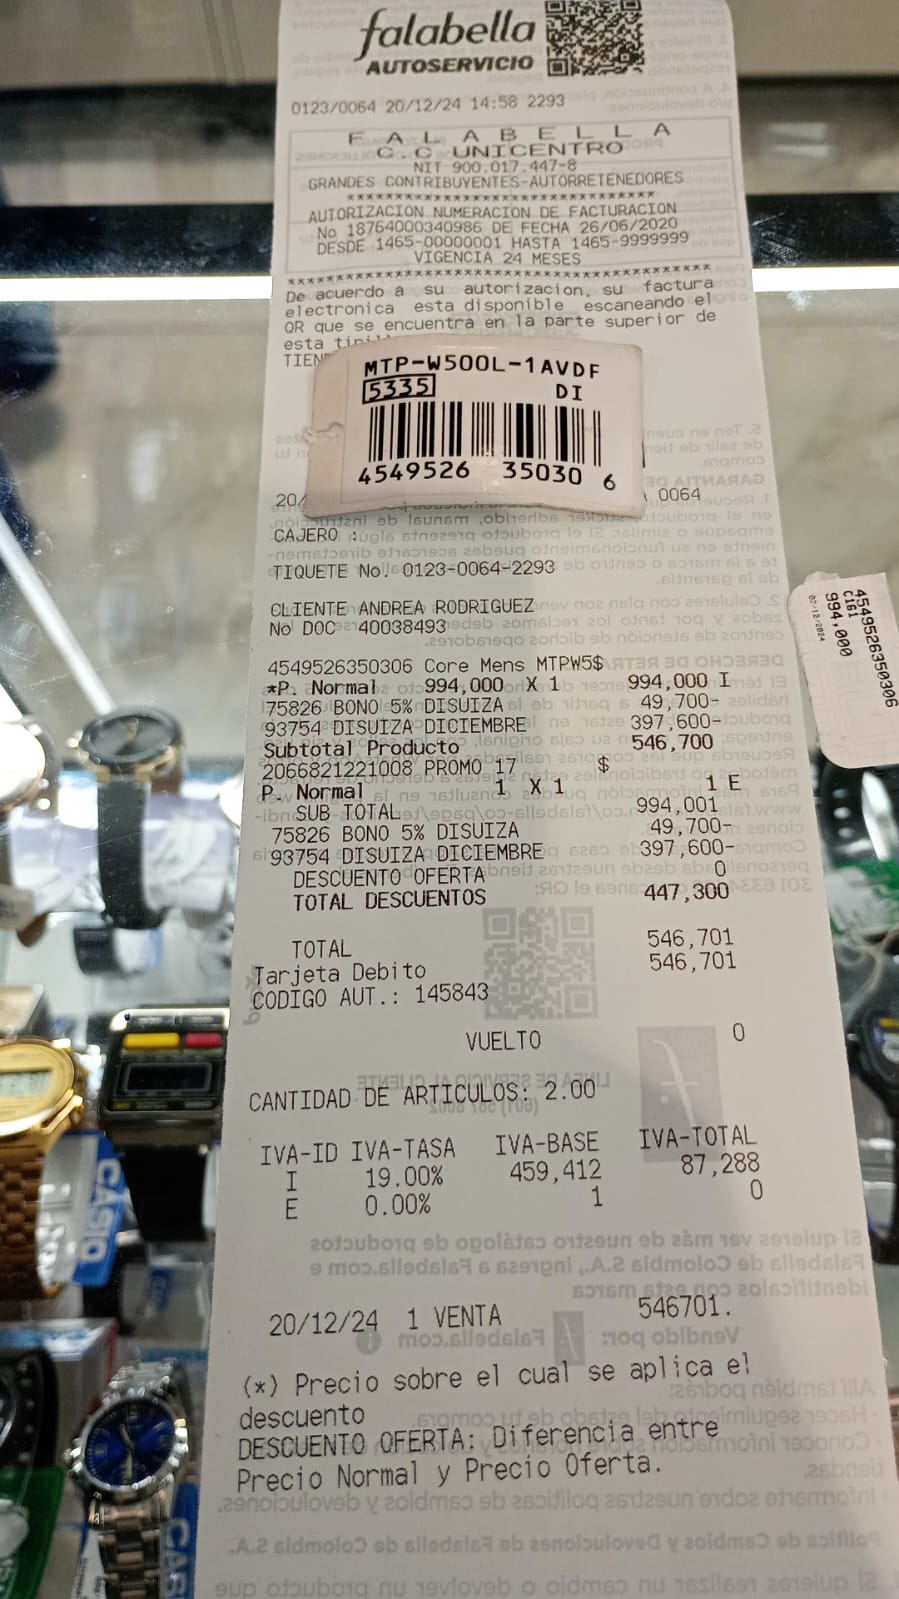 falabella
AUTOSERVICIO
0123/0064 20/12/24 14:58 2293
F A L A B E L L A
C.C UNICENTRO
NIT 900.017.447-8
GRANDES CONTRIBUYENTES-AUTORRETENEDORES
**********************************
AUTORIZACION NUMERACION DE FACTURACION
No 18764000340986 DE FECHA 26/06/2020
DESDE 1465-00000001 HASTA 1465-9999999
VIGENCIA 24 MESES
****************************************
De acuerdo a su autorizacion, su factura
electronica esta disponible escaneando el
QR que se encuentra en la parte superior de
esta
TIEN
MTP-W500L-1AVDF
5335 DI
4549526 35030 6
20/ 0064
CAJERO :
TIQUETE No. 0123-0064-2293
CLIENTE ANDREA RODRIGUEZ
No DOC 40038493
4549526350306 Core Mens MTPW5$
*P. Normal 994,000 X 1 994,000 I
75826 BONO 5% DISUIZA 49,700-
93754 DISUIZA DICIEMBRE 397,600-
Subtotal Producto 546,700
2066821221008 PROMO 17 $
P. Normal 1 X 1 1 E
SUB TOTAL 994,001
75826 BONO 5% DISUIZA 49,700-
93754 DISUIZA DICIEMBRE 397,600-
DESCUENTO OFERTA 0
TOTAL DESCUENTOS 447,300
TOTAL 546,701
Tarjeta Debito 546,701
CODIGO AUT.: 145843
VUELTO 0
CANTIDAD DE ARTICULOS: 2.00
IVA-ID IVA-TASA IVA-BASE IVA-TOTAL
I 19.00% 459,412 87,288
E 0.00% 1 0
20/12/24 1 VENTA 546701.
(*) Precio sobre el cual se aplica el
descuento
DESCUENTO OFERTA: Diferencia entre
Precio Normal y Precio Oferta.
4549526350306
C161
994,000
02/12/2024
CASIO